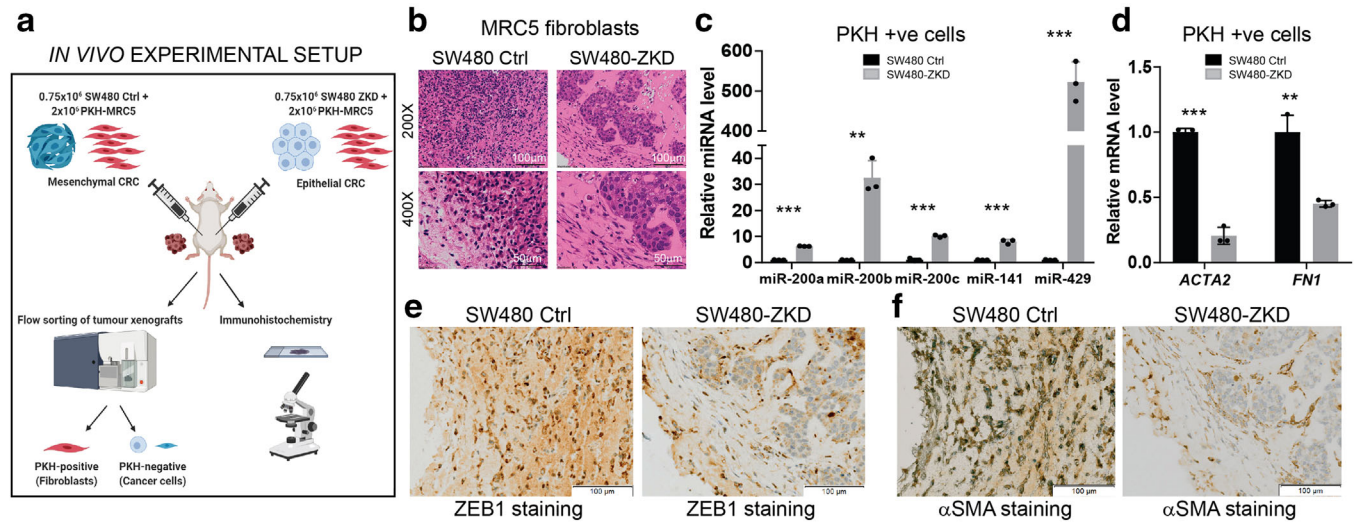 a
IN VIVO EXPERIMENTAL SETUP
0.75x10⁶ SW480 Ctrl +
2x10⁶ PKH-MRC5
0.75x10⁶ SW480 ZKD +
2x10⁶ PKH-MRC5
Mesenchymal CRC
Epithelial CRC
Flow sorting of tumour xenografts
Immunohistochemistry
PKH-positive
(Fibroblasts)
PKH-negative
(Cancer cells)
b
MRC5 fibroblasts
SW480 Ctrl
SW480-ZKD
200X
100µm
100µm
400X
50µm
50µm
c
PKH +ve cells
SW480 Ctrl
SW480-ZKD
Relative miRNA level
600
500
400
40
30
20
10
0
***
**
***
***
***
miR-200a
miR-200b
miR-200c
miR-141
miR-429
d
PKH +ve cells
SW480 Ctrl
SW480-ZKD
Relative mRNA level
1.5
1.0
0.5
0.0
***
**
ACTA2
FN1
e
SW480 Ctrl
SW480-ZKD
100 µm
100 µm
ZEB1 staining
ZEB1 staining
f
SW480 Ctrl
SW480-ZKD
100 µm
100 µm
αSMA staining
αSMA staining